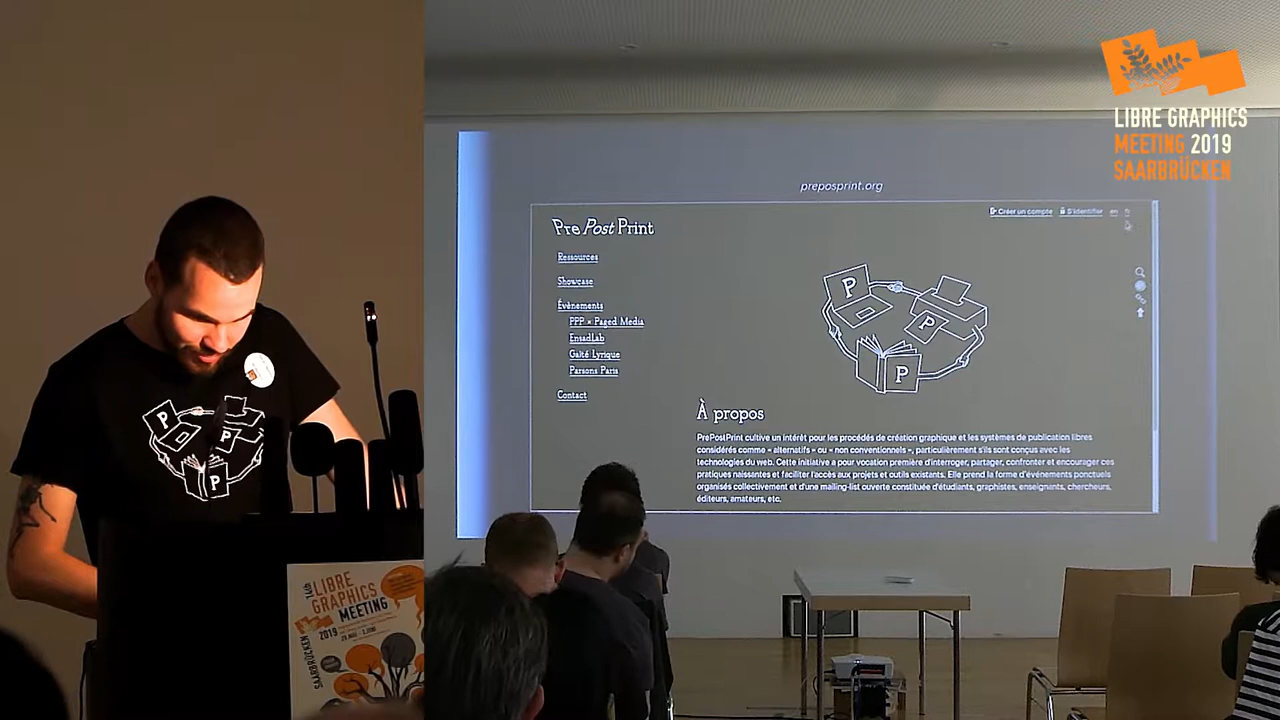 LIBRE GRAPHICS
MEETING 2019
SAARBRÜCKEN
preposprint.org
Créer un compte S'identifier en fr
Pre Post Print
Ressources
Showcase
Évènements
PPP × Paged Media
EnsadLab
Gaîté Lyrique
Parsons Paris
Contact
P
P
P
À propos
PrePostPrint cultive un intérêt pour les procédés de création graphique et les systèmes de publication libres
considérés comme « alternatifs » ou « non conventionnels », particulièrement s'ils sont conçus avec les
technologies du web. Cette initiative a pour vocation première d'interroger, partager, confronter et encourager ces
pratiques naissantes et faciliter l'accès aux projets et outils existants. Elle prend la forme d'événements ponctuels
organisés collectivement et d'une mailing-list ouverte constituée d'étudiants, graphistes, enseignants, chercheurs,
éditeurs, amateurs, etc.
P
P
P
14th
LIBRE
GRAPHICS
MEETING
2019
SAARBRÜCKEN